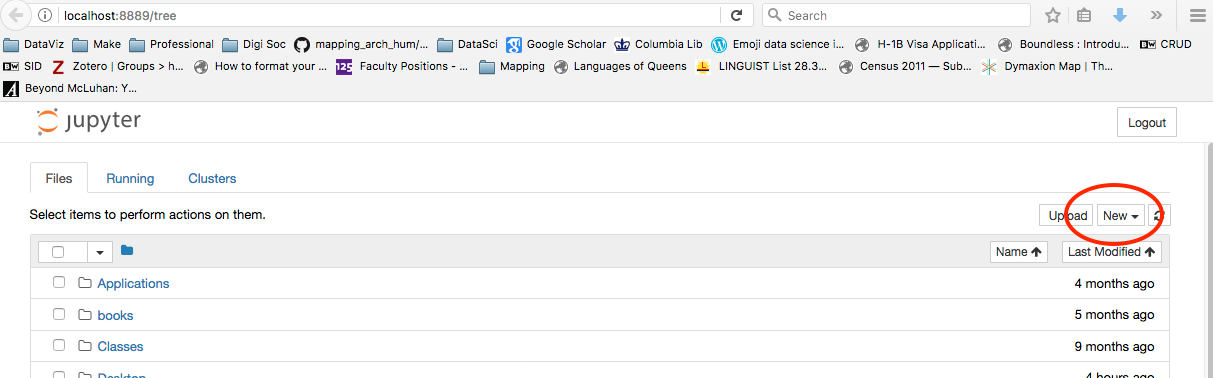 localhost:8889/tree Search
DataViz Make Professional Digi Soc mapping_arch_hum/... DataSci Google Scholar Columbia Lib Emoji data science i... H-1B Visa Applicati... Boundless : Introdu... CRUD
SID Zotero | Groups > h... How to format your ... Faculty Positions - ... Mapping Languages of Queens LINGUIST List 28.3... Census 2011 — Sub... Dymaxion Map | Th...
Beyond McLuhan: Y...
jupyter Logout
Files Running Clusters
Select items to perform actions on them. Upload New
Name Last Modified
Applications 4 months ago
books 5 months ago
Classes 9 months ago
Desktop 4 hours ago